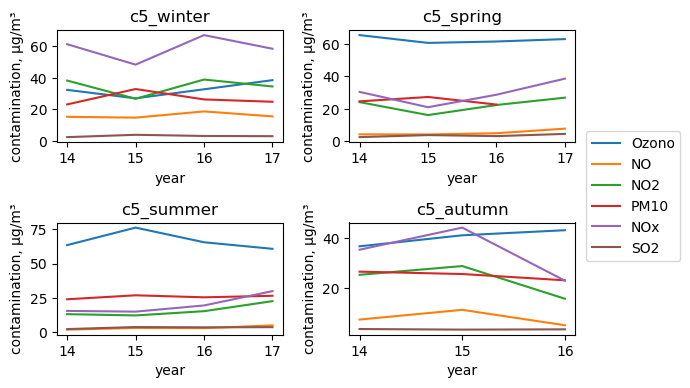 c5_winter
contamination, µg/m³
60
40
20
0
14 15 16 17
year
c5_spring
contamination, µg/m³
60
40
20
0
14 15 16 17
year
c5_summer
contamination, µg/m³
75
50
25
0
14 15 16 17
year
c5_autumn
contamination, µg/m³
40
20
14 15 16
year
Ozono
NO
NO2
PM10
NOx
SO2